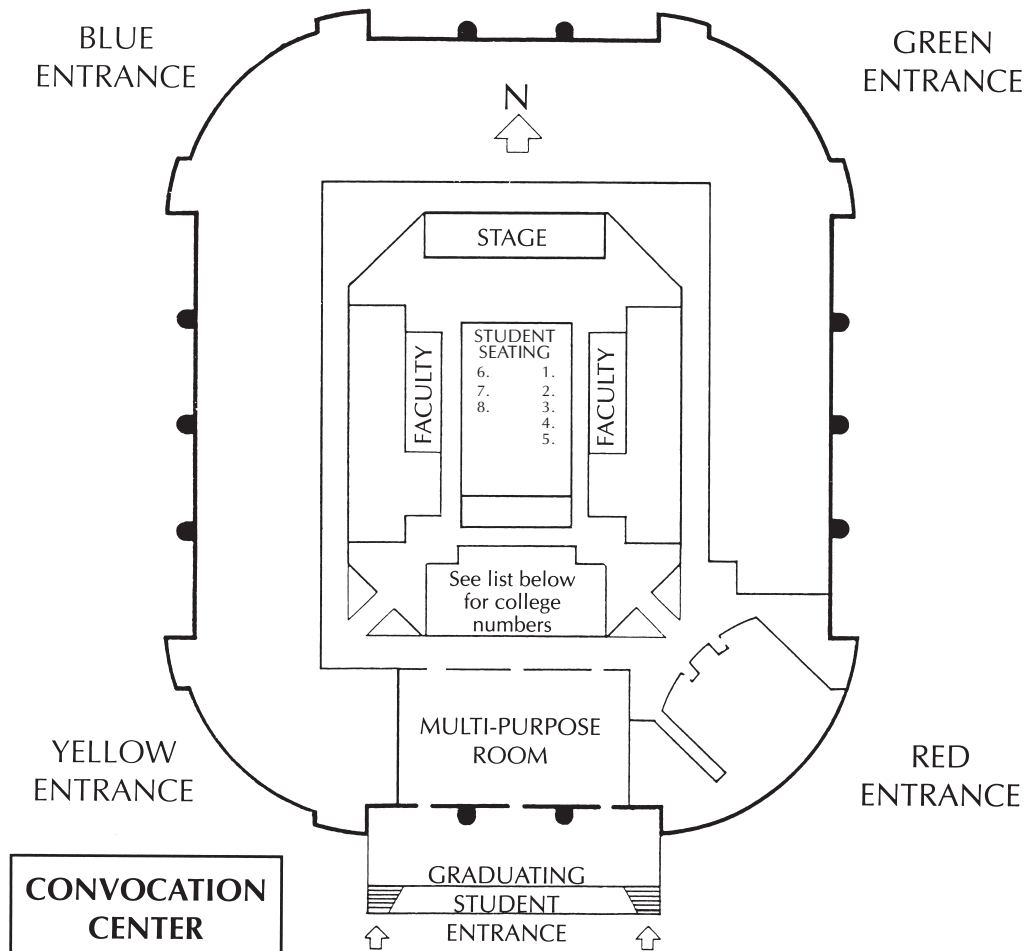 BLUE
ENTRANCE
GREEN
ENTRANCE
N
STAGE
STUDENT
SEATING
6. 1.
7. 2.
8. 3.
4.
5.
FACULTY
FACULTY
See list below
for college
numbers
MULTI-PURPOSE
ROOM
YELLOW
ENTRANCE
RED
ENTRANCE
GRADUATING
STUDENT
ENTRANCE
CONVOCATION
CENTER